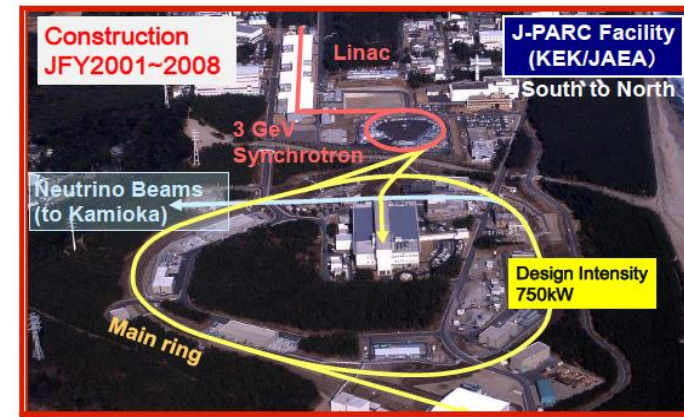 Construction
JFY2001~2008
Linac
J-PARC Facility
(KEK/JAEA）
South to North
3 GeV
Synchrotron
Neutrino Beams
(to Kamioka)
Design Intensity
750kW
Main ring